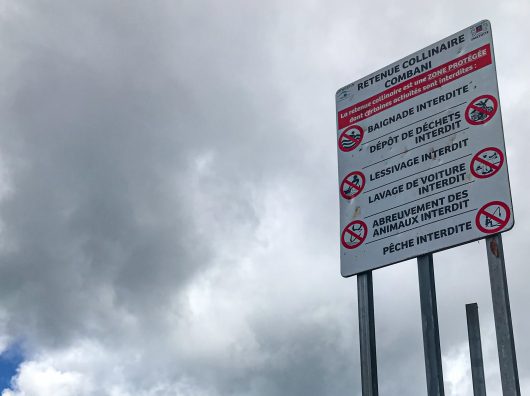 RETENUE COLLINAIRE
COMBANI
La retenue collinaire est une ZONE PROTÉGÉE
dont certaines activités sont interdites :
BAIGNADE INTERDITE
DÉPÔT DE DÉCHETS
INTERDIT
LESSIVAGE INTERDIT
LAVAGE DE VOITURE
INTERDIT
ABREUVEMENT DES
ANIMAUX INTERDIT
PÊCHE INTERDITE